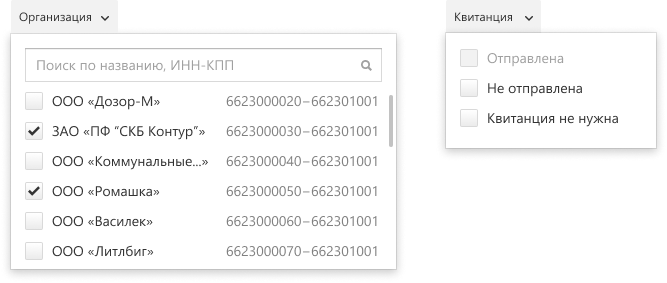 Организация
Поиск по названию, ИНН-КПП
ООО «Дозор-М» 6623000020–662301001
ЗАО «ПФ “СКБ Контур”» 6623000030–662301001
ООО «Коммунальные...» 6623000040–662301001
ООО «Ромашка» 6623000050–662301001
ООО «Василек» 6623000060–662301001
ООО «Литлбиг» 6623000070–662301001
Квитанция
Отправлена
Не отправлена
Квитанция не нужна